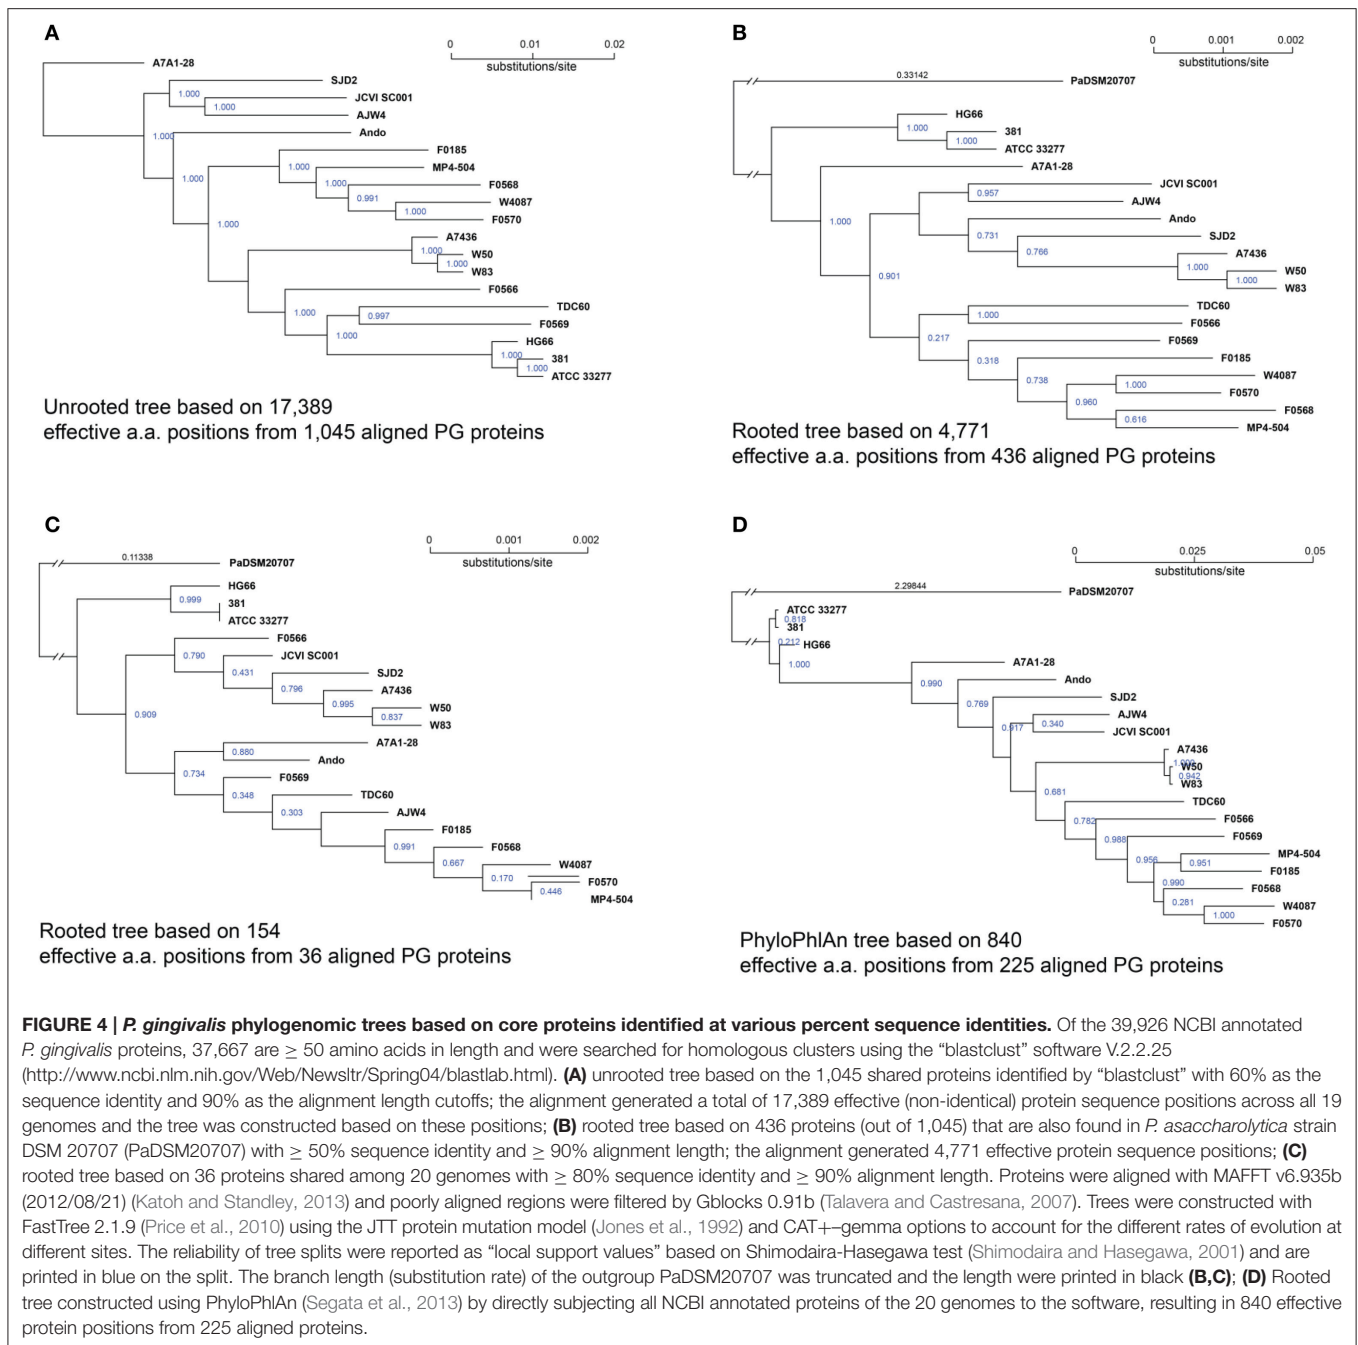 A
0 0.01 0.02
substitutions/site
A7A1-28
SJD2
1.000
JCVI SC001
1.000
AJW4
Ando
1.000
F0185
1.000
MP4-504
1.000
F0568
0.991
W4087
1.000
F0570
1.000
A7436
1.000
W50
1.000
W83
F0566
1.000
TDC60
0.997
F0569
1.000
HG66
1.000
381
1.000
ATCC 33277
Unrooted tree based on 17,389
effective a.a. positions from 1,045 aligned PG proteins
B
0 0.001 0.002
substitutions/site
0.33142
PaDSM20707
HG66
1.000
381
1.000
ATCC 33277
A7A1-28
JCVI SC001
0.957
AJW4
1.000
Ando
0.731
SJD2
0.766
A7436
1.000
W50
0.901
1.000
W83
TDC60
1.000
F0566
0.217
F0569
0.318
F0185
0.738
W4087
1.000
F0570
0.960
F0568
0.616
MP4-504
Rooted tree based on 4,771
effective a.a. positions from 436 aligned PG proteins
C
0 0.001 0.002
substitutions/site
0.11338
PaDSM20707
HG66
0.999
381
ATCC 33277
F0566
0.790
JCVI SC001
0.431
SJD2
0.796
A7436
0.995
W50
0.837
W83
0.909
A7A1-28
0.880
Ando
0.734
F0569
0.348
TDC60
0.303
AJW4
F0185
0.991
F0568
0.667
W4087
0.170
F0570
0.446
MP4-504
Rooted tree based on 154
effective a.a. positions from 36 aligned PG proteins
D
0 0.025 0.05
substitutions/site
2.29844
PaDSM20707
ATCC 33277
0.818
381
0.212
HG66
1.000
A7A1-28
0.990
Ando
0.769
SJD2
0.917
AJW4
0.340
JCVI SC001
A7436
1.000
W50
0.942
W83
0.681
TDC60
0.782
F0566
0.988
F0569
0.956
MP4-504
0.951
F0185
0.990
F0568
0.281
W4087
1.000
F0570
PhyloPhlAn tree based on 840
effective a.a. positions from 225 aligned PG proteins
FIGURE 4 | P. gingivalis phylogenomic trees based on core proteins identified at various percent sequence identities. Of the 39,926 NCBI annotated
P. gingivalis proteins, 37,667 are ≥ 50 amino acids in length and were searched for homologous clusters using the “blastclust” software V.2.2.25
(http://www.ncbi.nlm.nih.gov/Web/Newsltr/Spring04/blastlab.html). (A) unrooted tree based on the 1,045 shared proteins identified by “blastclust” with 60% as the
sequence identity and 90% as the alignment length cutoffs; the alignment generated a total of 17,389 effective (non-identical) protein sequence positions across all 19
genomes and the tree was constructed based on these positions; (B) rooted tree based on 436 proteins (out of 1,045) that are also found in P. asaccharolytica strain
DSM 20707 (PaDSM20707) with ≥ 50% sequence identity and ≥ 90% alignment length; the alignment generated 4,771 effective protein sequence positions; (C)
rooted tree based on 36 proteins shared among 20 genomes with ≥ 80% sequence identity and ≥ 90% alignment length. Proteins were aligned with MAFFT v6.935b
(2012/08/21) (Katoh and Standley, 2013) and poorly aligned regions were filtered by Gblocks 0.91b (Talavera and Castresana, 2007). Trees were constructed with
FastTree 2.1.9 (Price et al., 2010) using the JTT protein mutation model (Jones et al., 1992) and CAT+–gemma options to account for the different rates of evolution at
different sites. The reliability of tree splits were reported as “local support values” based on Shimodaira-Hasegawa test (Shimodaira and Hasegawa, 2001) and are
printed in blue on the split. The branch length (substitution rate) of the outgroup PaDSM20707 was truncated and the length were printed in black (B,C); (D) Rooted
tree constructed using PhyloPhlAn (Segata et al., 2013) by directly subjecting all NCBI annotated proteins of the 20 genomes to the software, resulting in 840 effective
protein positions from 225 aligned proteins.